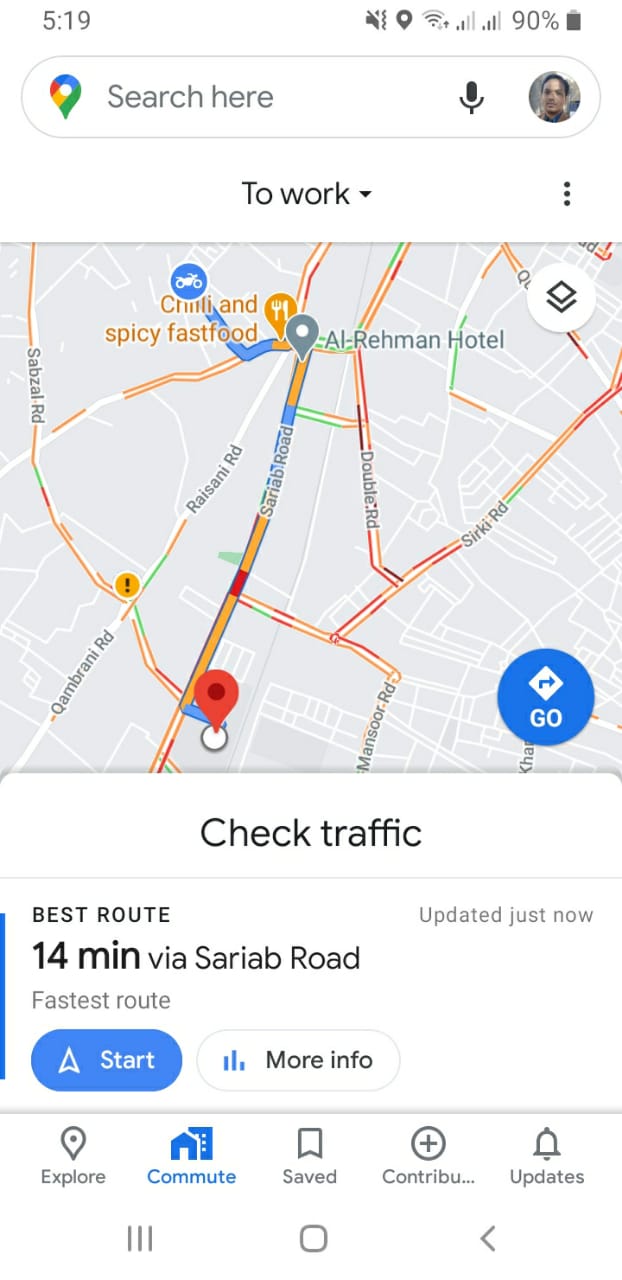 5:19
90%
Search here
To work
Chilli and
spicy fastfood
Al-Rehman Hotel
Sabzal Rd
Raisani Rd
Sariab Road
Double Rd
Sirki Rd
Qambrani Rd
Mansoor Rd
GO
Check traffic
BEST ROUTE
Updated just now
14 min via Sariab Road
Fastest route
Start
More info
Explore
Commute
Saved
Contribu...
Updates